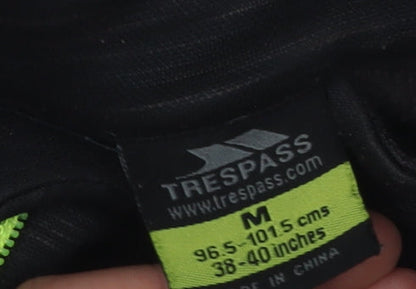 TRESPASS
www.trespass.com
M
96.5-101.5 cms
38-40 inches
IN CHINA